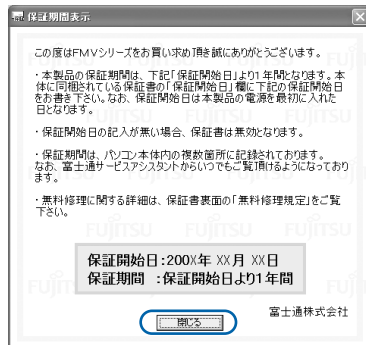 保証期間表示
この度はFMVシリーズをお買い求め頂き誠にありがとうございます。
・本製品の保証期間は、下記「保証開始日」より1年間となります。本
体に同梱されている保証書の「保証開始日」欄に下記の保証開始日
をお書き下さい。なお、保証開始日は本製品の電源を最初に入れた
日となります。
・保証開始日の記入が無い場合、保証書は無効となります。
・保証期間は、パソコン本体内の複数箇所に記録されております。
なお、富士通サービスアシスタントからいつでもご覧頂けるようになっており
ます。
・無料修理に関する詳細は、保証書裏面の「無料修理規定」をご覧
下さい。
保証開始日:200X年 XX月 XX日
保証期間 :保証開始日より1年間
富士通株式会社
閉じる